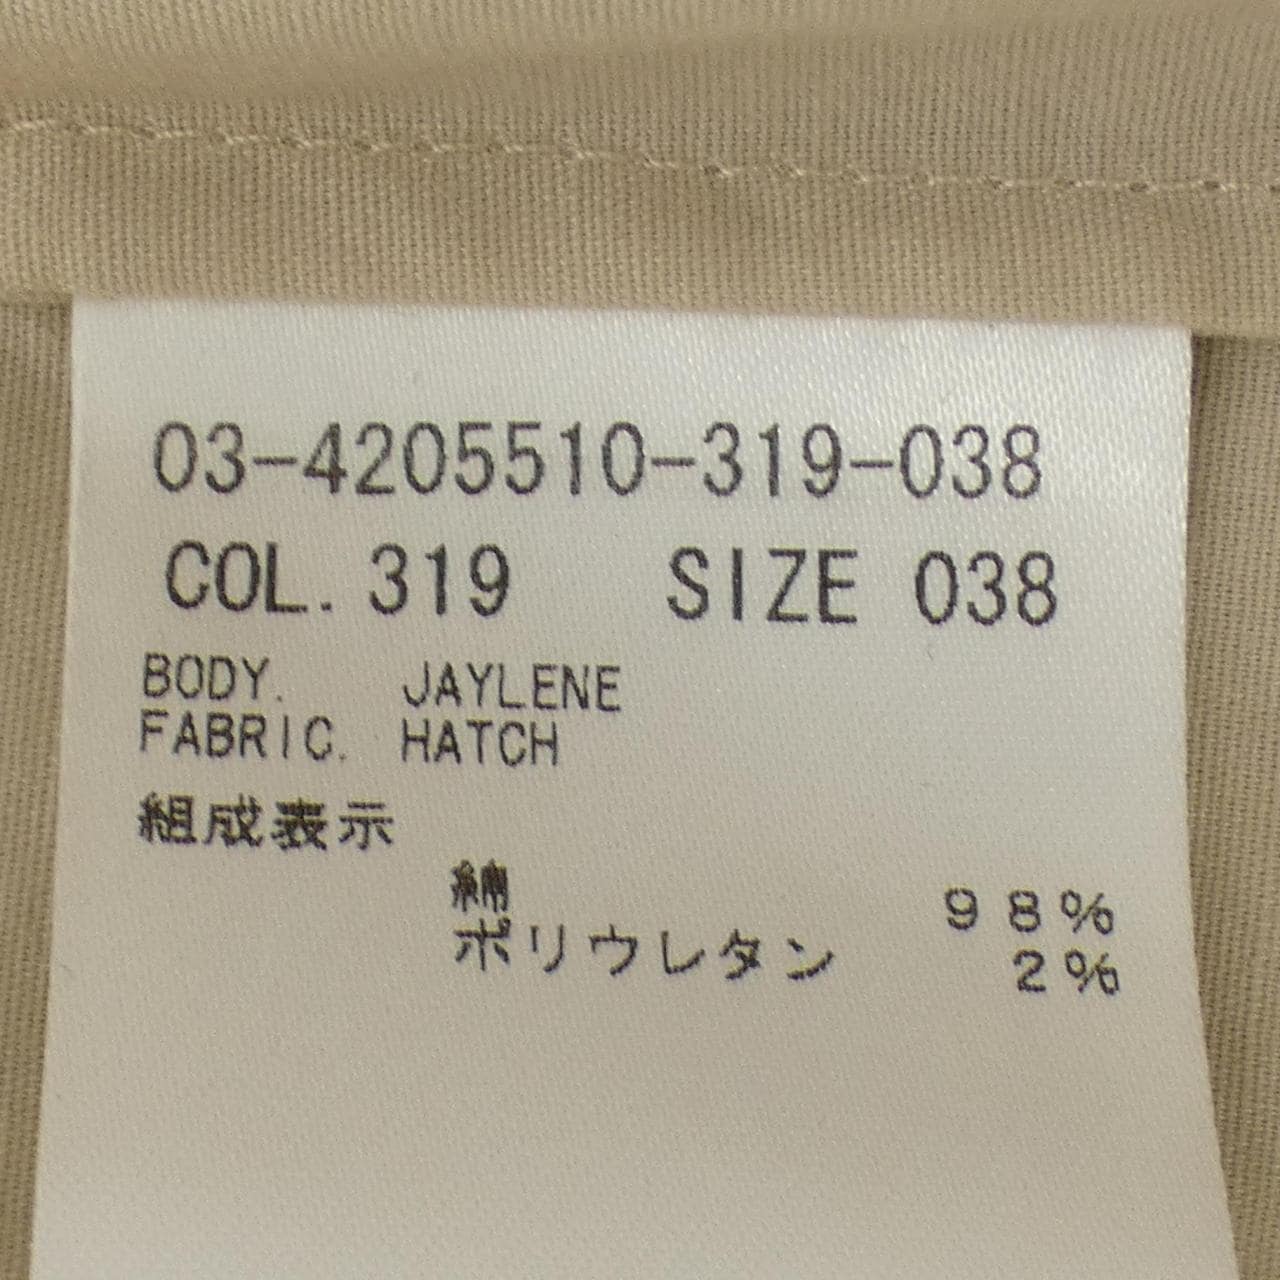 03-4205510-319-038
COL. 319 SIZE 038
BODY. JAYLENE
FABRIC. HATCH
組成表示
綿 98%
ポリウレタン 2%